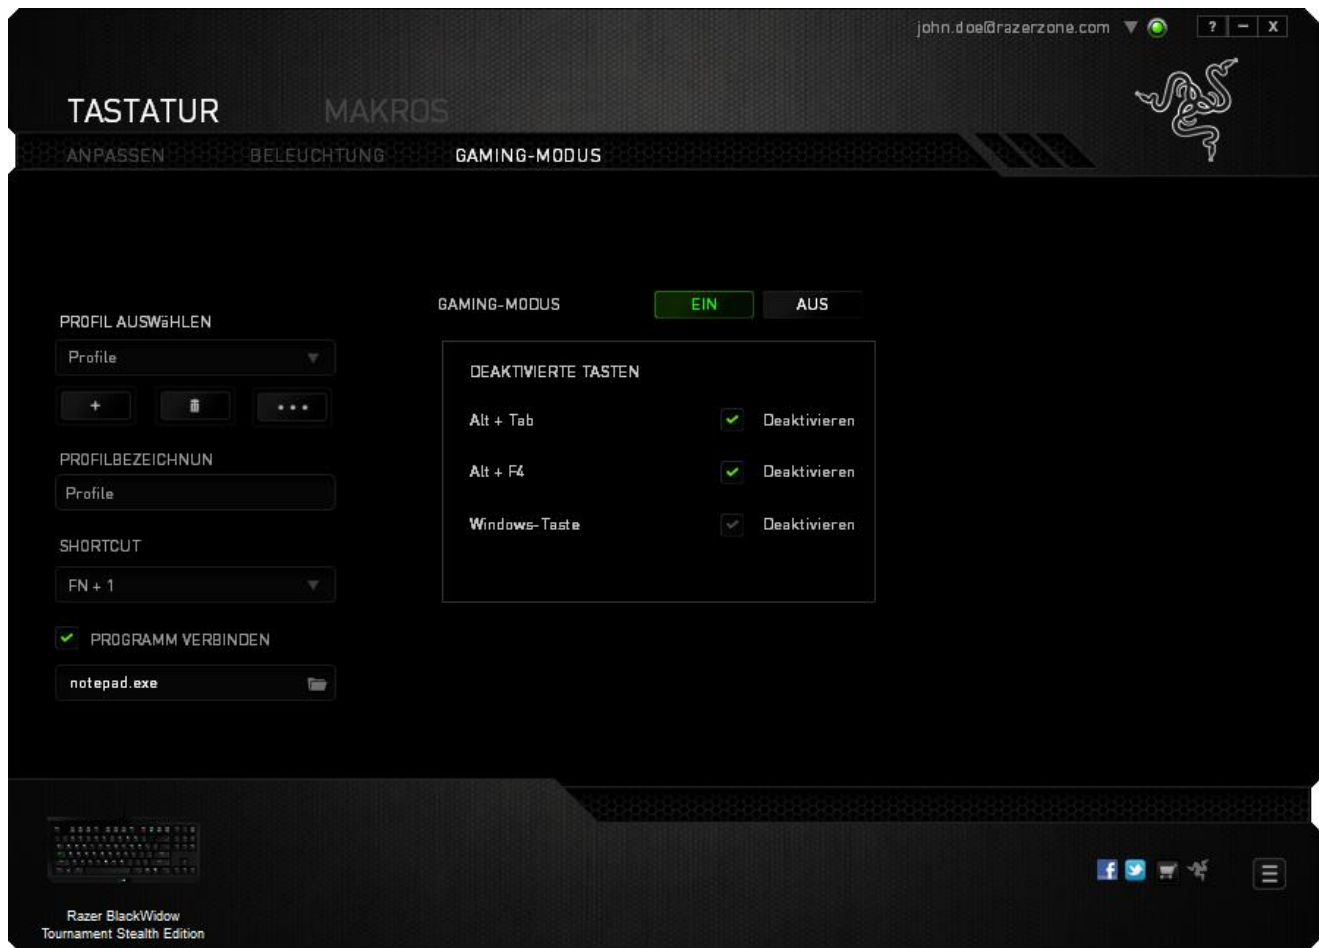 john.doe@razerzone.com
? – X
TASTATUR MAKROS
ANPASSEN BELEUCHTUNG GAMING-MODUS
GAMING-MODUS EIN AUS
PROFIL AUSWäHLEN
Profile
+ •••
PROFILBEZEICHNUN
Profile
SHORTCUT
FN + 1
PROGRAMM VERBINDEN
notepad.exe
DEAKTIVIERTE TASTEN
Alt + Tab Deaktivieren
Alt + F4 Deaktivieren
Windows-Taste Deaktivieren
Razer BlackWidow
Tournament Stealth Edition